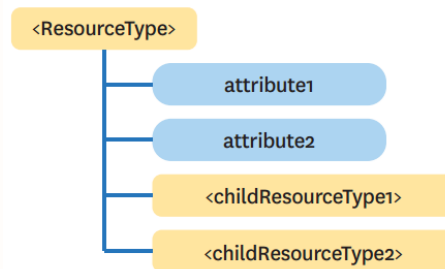 <ResourceType>
attribute1
attribute2
<childResourceType1>
<childResourceType2>